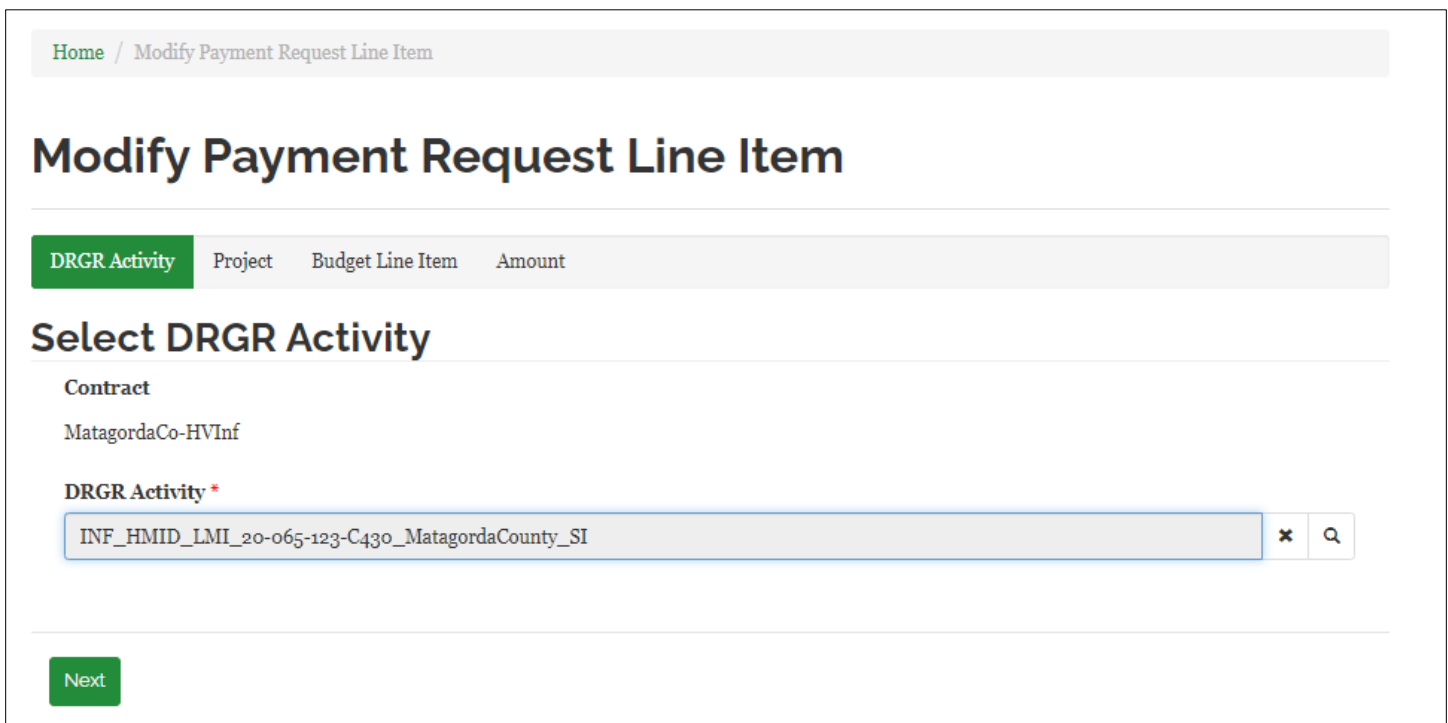 Home / Modify Payment Request Line Item
Modify Payment Request Line Item
DRGR Activity Project Budget Line Item Amount
Select DRGR Activity
Contract
MatagordaCo-HVInf
DRGR Activity *
INF_HMID_LMI_20-065-123-C430_MatagordaCounty_SI
Next